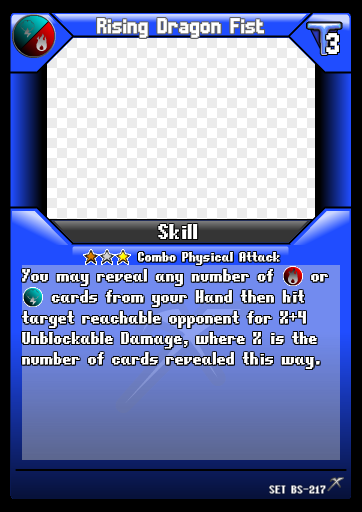 Rising Dragon Fist
3
Skill
Combo Physical Attack
You may reveal any number of or
cards from your Hand then hit
target reachable opponent for X+4
Unblockable Damage, where X is the
number of cards revealed this way.
SET BS-217